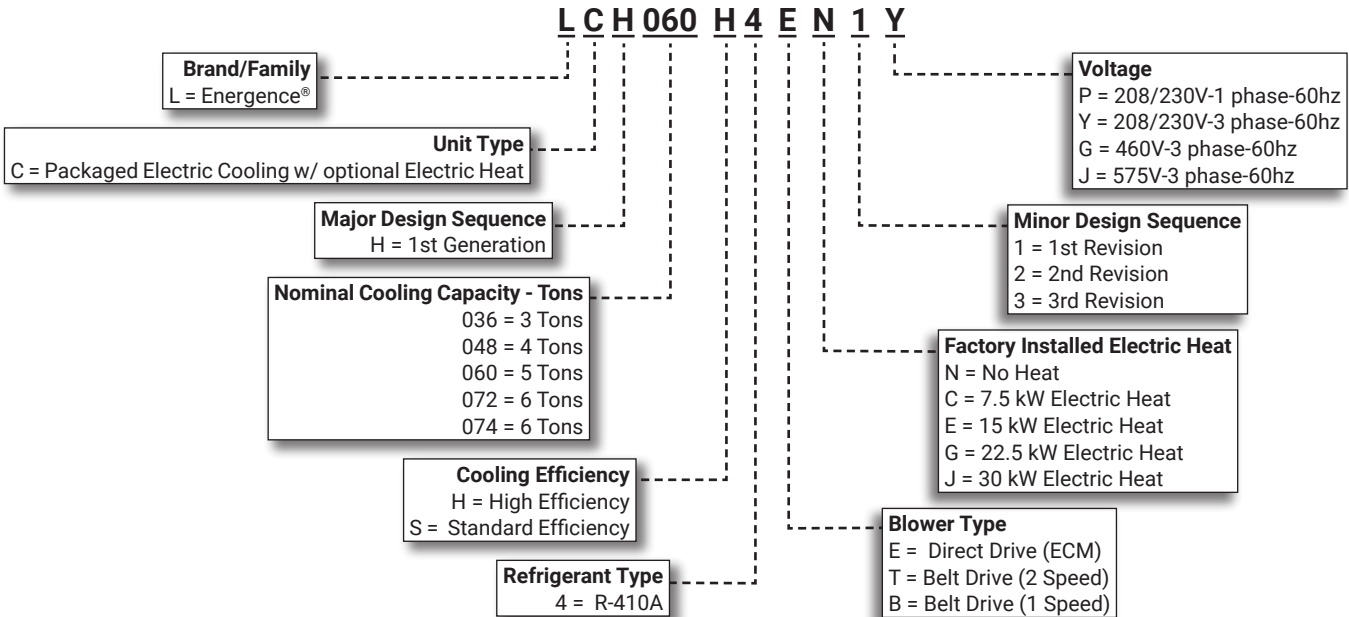 LCH060 H4EN1Y
Brand/Family
L = Energence®
Unit Type
C = Packaged Electric Cooling w/ optional Electric Heat
Major Design Sequence
H = 1st Generation
Nominal Cooling Capacity - Tons
036 = 3 Tons
048 = 4 Tons
060 = 5 Tons
072 = 6 Tons
074 = 6 Tons
Cooling Efficiency
H = High Efficiency
S = Standard Efficiency
Refrigerant Type
4 = R-410A
Voltage
P = 208/230V-1 phase-60hz
Y = 208/230V-3 phase-60hz
G = 460V-3 phase-60hz
J = 575V-3 phase-60hz
Minor Design Sequence
1 = 1st Revision
2 = 2nd Revision
3 = 3rd Revision
Factory Installed Electric Heat
N = No Heat
C = 7.5 kW Electric Heat
E = 15 kW Electric Heat
G = 22.5 kW Electric Heat
J = 30 kW Electric Heat
Blower Type
E = Direct Drive (ECM)
T = Belt Drive (2 Speed)
B = Belt Drive (1 Speed)